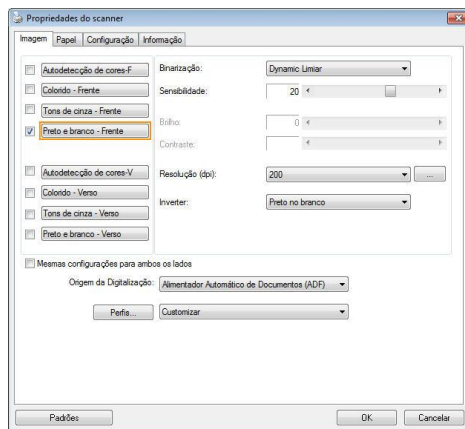 Propriedades do scanner
Imagem Papel Configuração Informação
Autodetecção de cores-F
Colorido - Frente
Tons de cinza - Frente
Preto e branco - Frente
Autodetecção de cores-V
Colorido - Verso
Tons de cinza - Verso
Preto e branco - Verso
Binarização: Dynamic Limiar
Sensibilidade: 20
Brilho: 0
Contraste:
Resolução (dpi): 200 ...
Inverter: Preto no branco
Mesmas configurações para ambos os lados
Origem da Digitalização: Alimentador Automático de Documentos (ADF)
Perfis... Customizar
Padrões OK Cancelar